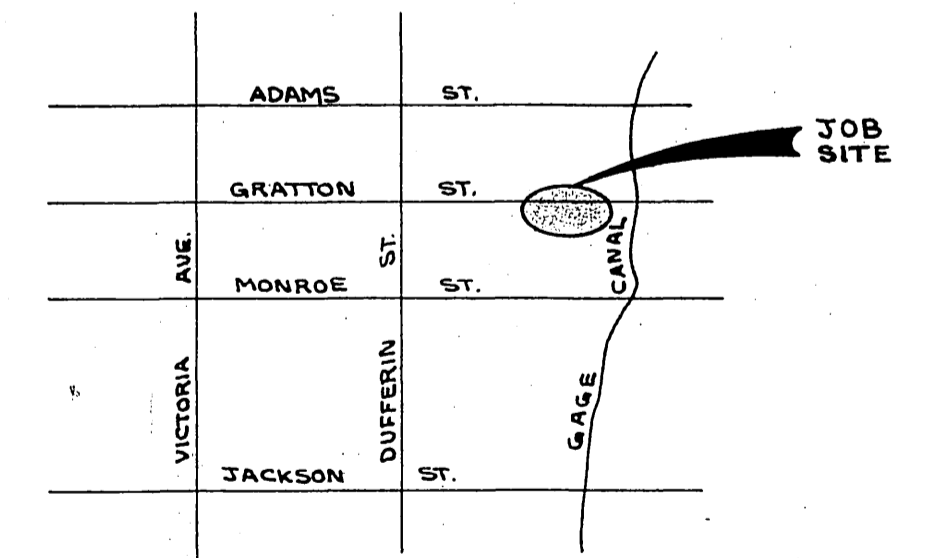 ADAMS ST.
JOB
SITE
GRATTON ST.
VICTORIA AVE.
DUFFERIN ST.
GAGE CANAL
MONROE ST.
JACKSON ST.